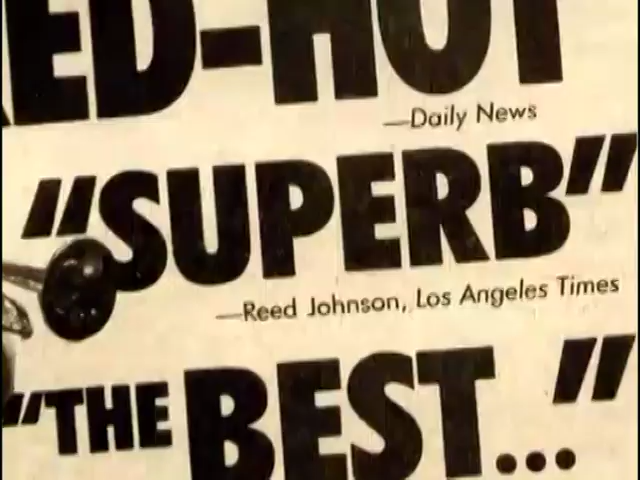 ED-HOT
—Daily News
"SUPERB"
—Reed Johnson, Los Angeles Times
"THE BEST..."